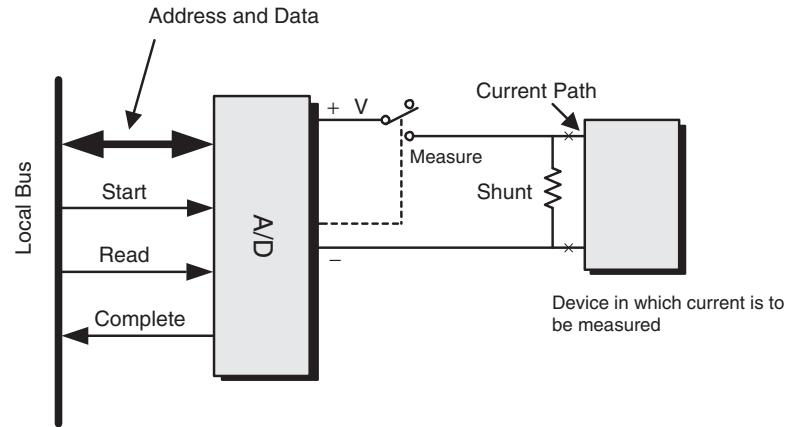 Address and Data
+ V
Current Path
Measure
Local Bus
Start
Shunt
A/D
Read
−
Complete
Device in which current is to
be measured